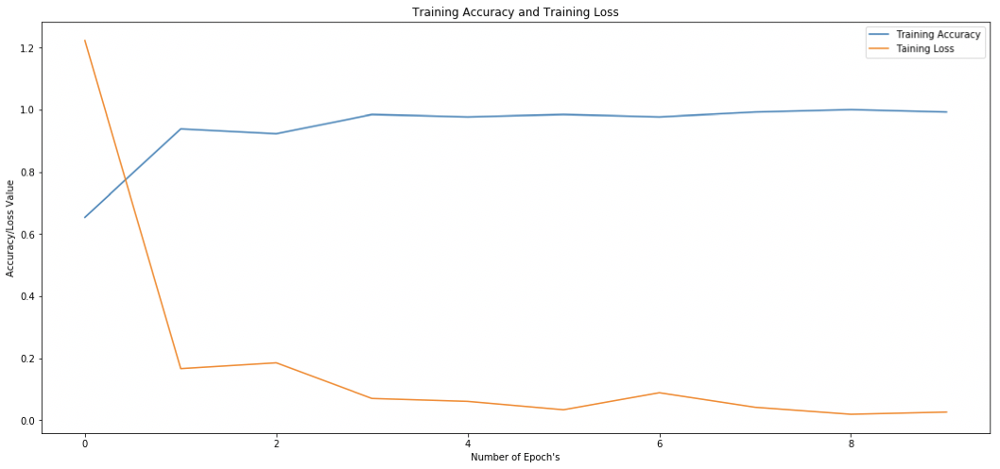 Training Accuracy and Training Loss
Training Accuracy
Taining Loss
Accuracy/Loss Value
1.2
1.0
0.8
0.6
0.4
0.2
0.0
0 2 4 6 8
Number of Epoch's